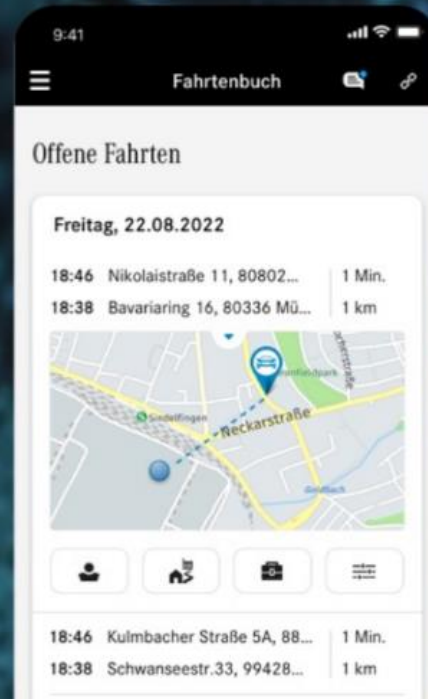 9:41
Fahrtenbuch
Offene Fahrten
Freitag, 22.08.2022
18:46 Nikolaistraße 11, 80802... 1 Min.
18:38 Bavariaring 16, 80336 Mü... 1 km
Sindelfingen
Neckarstraße
18:46 Kulmbacher Straße 5A, 88... 1 Min.
18:38 Schwanseestr.33, 99428... 1 km